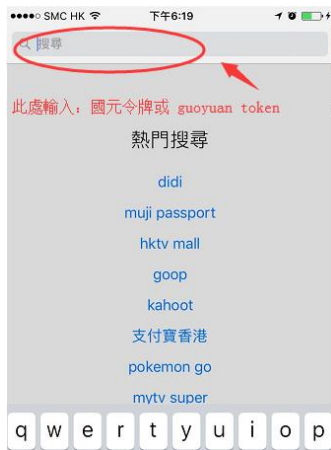 SMC HK 下午6:19
搜尋
此處輸入：國元令牌或 guoyuan token
熱門搜尋
didi
muji passport
hktv mall
goop
kahoot
支付寶香港
pokemon go
mytv super
q w e r t y u i o p